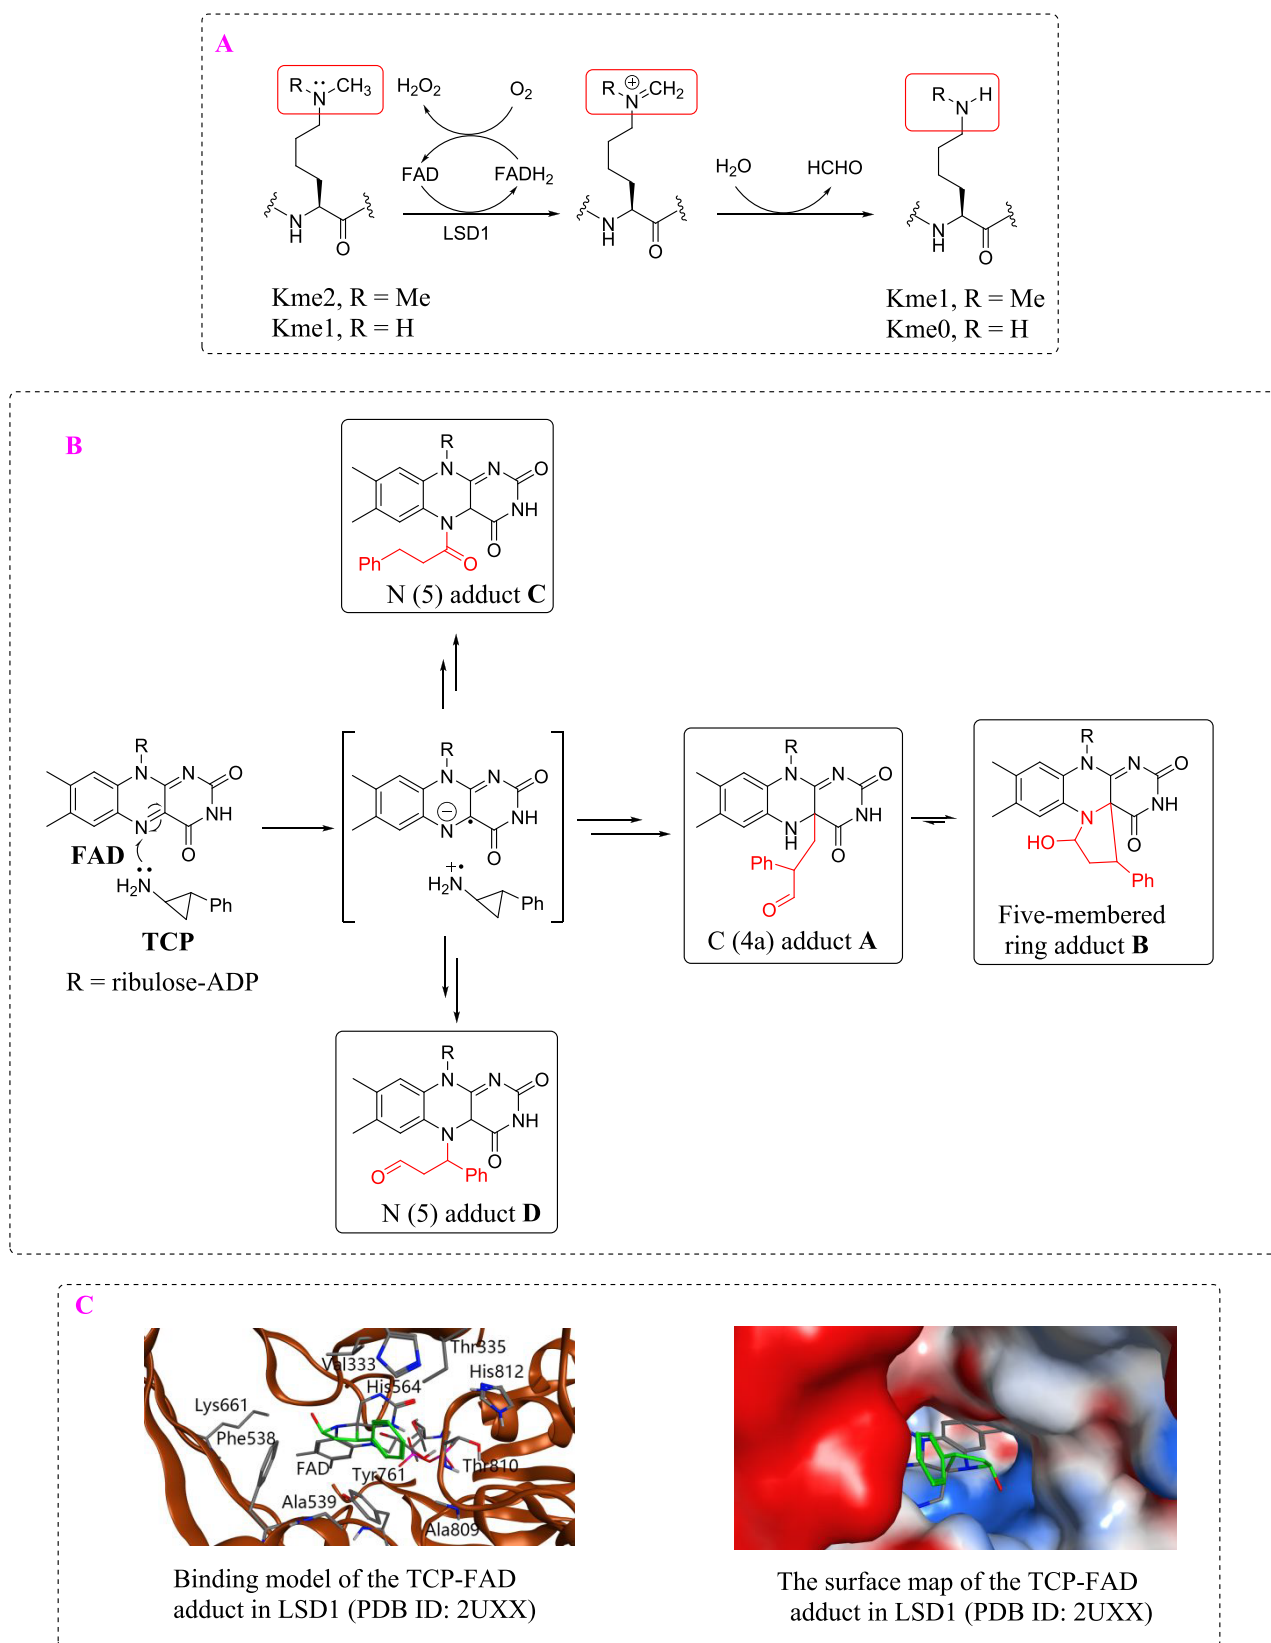 A
R N CH3
H2O2
O2
R N CH2
R N H
FAD
FADH2
H2O
HCHO
LSD1
N H O
N H O
N H O
Kme2, R = Me
Kme1, R = H
Kme1, R = Me
Kme0, R = H
B
R
N N O
NH
N
O
Ph O
N (5) adduct C
R
N N O
NH
N
O
FAD
H2N
Ph
TCP
R = ribulose-ADP
R
N N O
NH
N
O
H2N
Ph
R
N N O
NH
N
H O
Ph
O
C (4a) adduct A
R
N N O
NH
N
O
HO
Ph
Five-membered
ring adduct B
R
N N O
NH
N
O
O Ph
N (5) adduct D
C
Val333
Thr335
His564
His812
Lys661
Phe538
FAD
Tyr761
Thr810
Ala539
Ala809
Binding model of the TCP-FAD
adduct in LSD1 (PDB ID: 2UXX)
The surface map of the TCP-FAD
adduct in LSD1 (PDB ID: 2UXX)